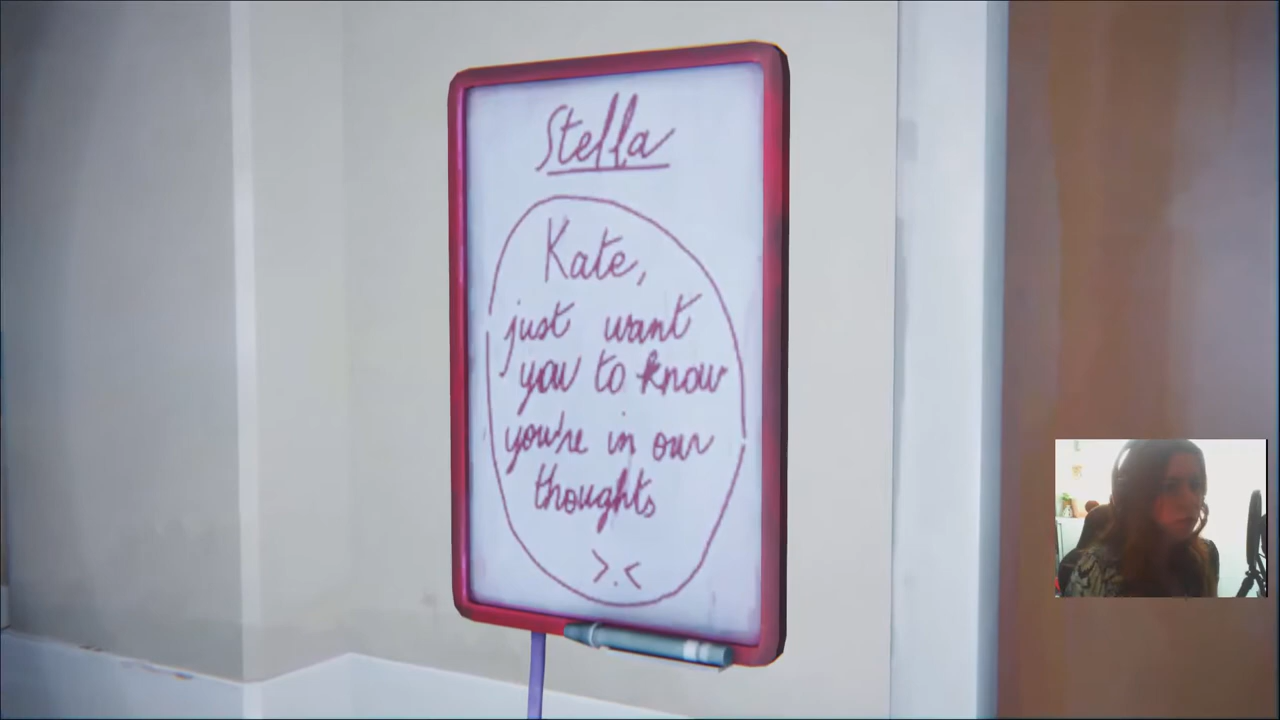 Stella
Kate,
just want
you to know
you're in our
thoughts
>.<